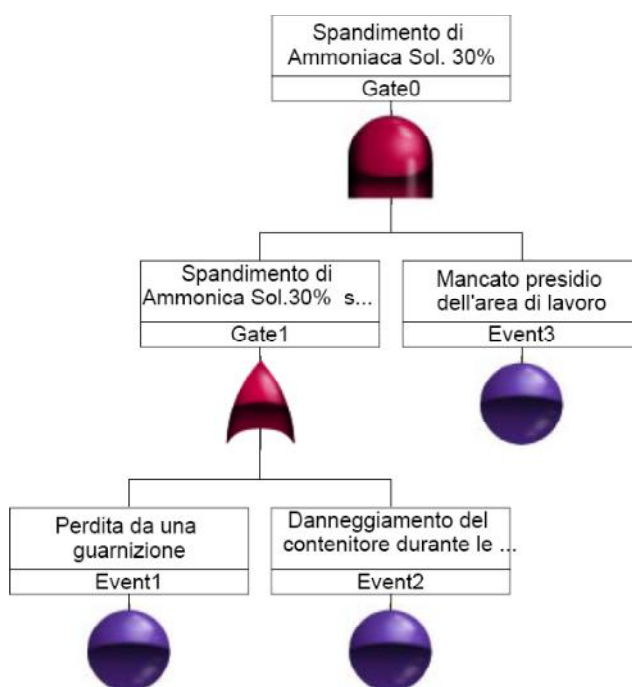 Spandimento di
Ammoniaca Sol. 30%
Gate0
Spandimento di
Ammonica Sol.30%  s...
Gate1
Mancato presidio
dell'area di lavoro
Event3
Perdita da una
guarnizione
Event1
Danneggiamento del
contenitore durante le ...
Event2